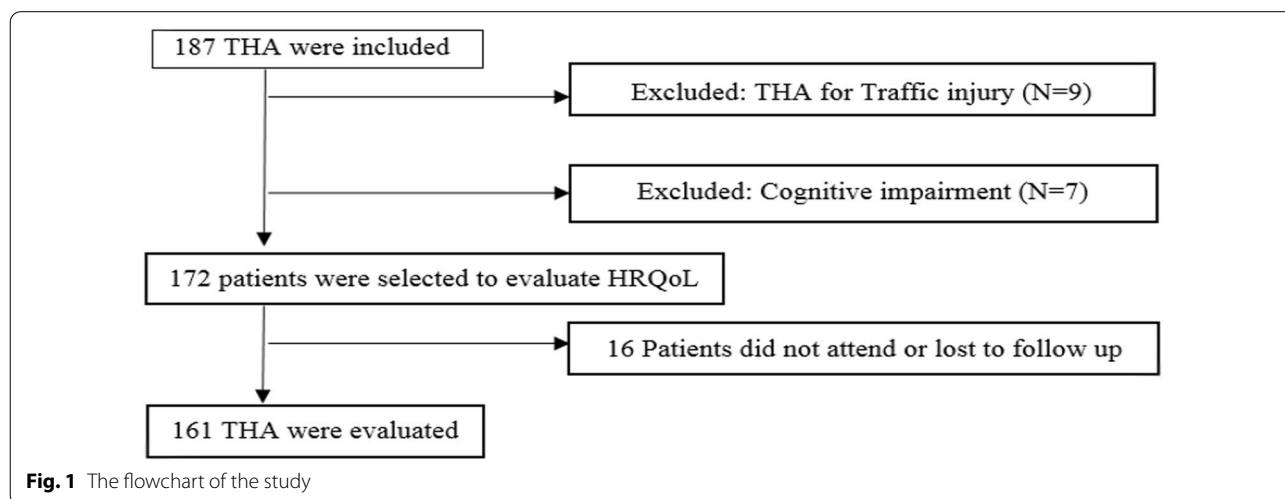 187 THA were included
Excluded: THA for Traffic injury (N=9)
Excluded: Cognitive impairment (N=7)
172 patients were selected to evaluate HRQoL
16 Patients did not attend or lost to follow up
161 THA were evaluated
Fig. 1 The flowchart of the study